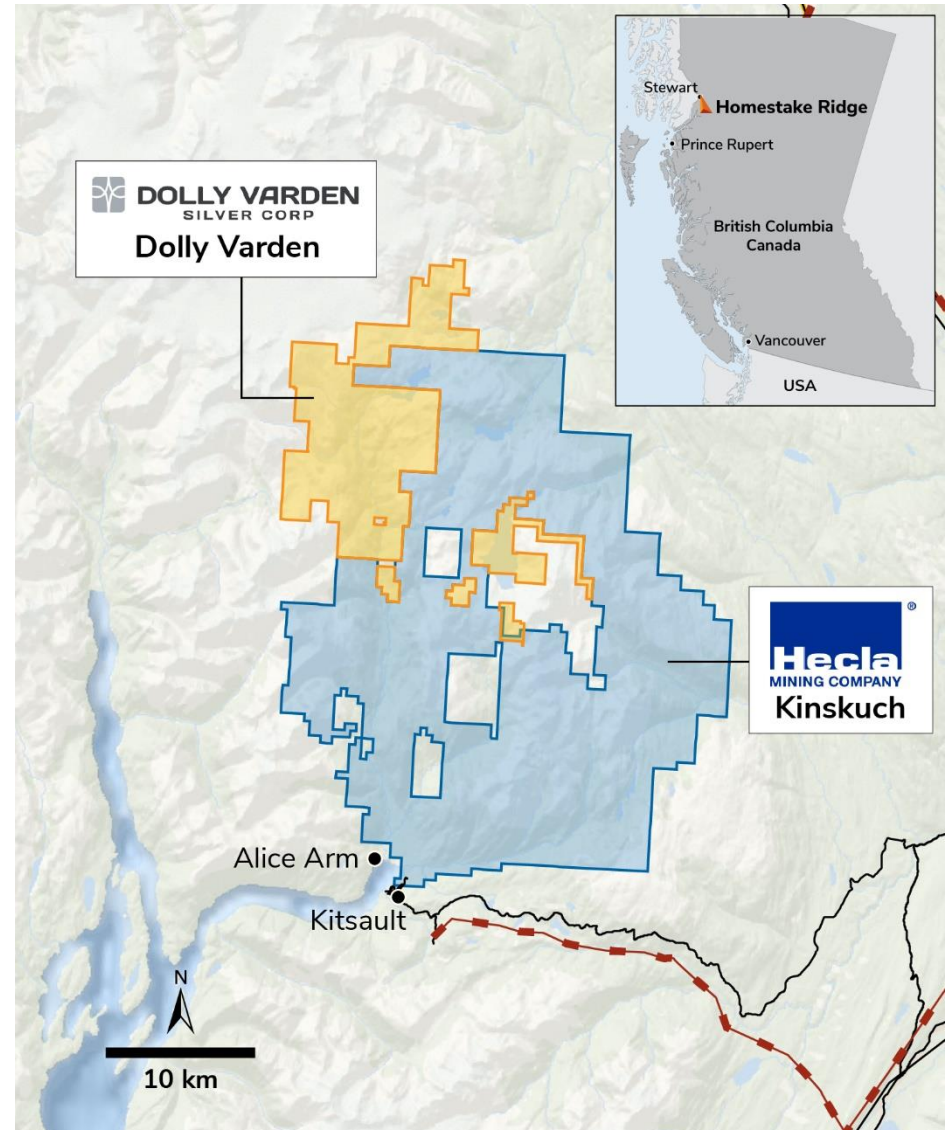 Stewart
Homestake Ridge
Prince Rupert
British Columbia
Canada
Vancouver
USA
DOLLY VARDEN
SILVER CORP
Dolly Varden
Hecla ®
MINING COMPANY
Kinskuch
Alice Arm
Kitsault
N
10 km